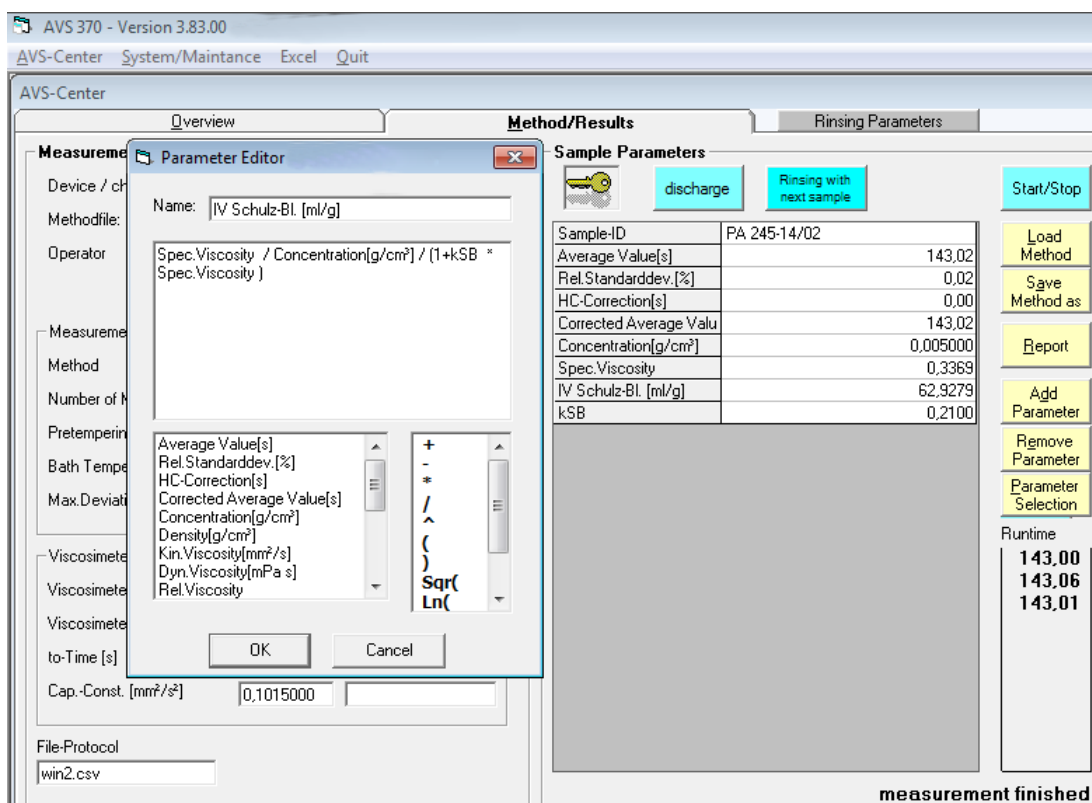 AVS 370 - Version 3.83.00
AVS-Center System/Maintance Excel Quit
AVS-Center
Overview
Method/Results
Rinsing Parameters
Measureme
Device / ch
Methodfile:
Operator
Measureme
Method
Number of M
Pretemperin
Bath Tempe
Max.Deviati
Viscosimete
Viscosimete
Viscosimete
to-Time [s]
Cap.-Const. [mm²/s²] 0,1015000
File-Protocol
win2.csv
Parameter Editor
Name: IV Schulz-Bl. [ml/g]
Spec.Viscosity / Concentration[g/cm³] / (1+kSB *
Spec.Viscosity )
Average Value[s]
Rel.Standarddev.[%]
HC-Correction[s]
Corrected Average Value[s]
Concentration[g/cm³]
Density[g/cm³]
Kin.Viscosity[mm²/s]
Dyn.Viscosity[mPa s]
Rel.Viscosity
+
-
*
/
^
(
)
Sqr(
Ln(
OK
Cancel
Sample Parameters
discharge
Rinsing with
next sample
Start/Stop
Sample-ID PA 245-14/02
Average Value[s] 143,02
Rel.Standarddev.[%] 0,02
HC-Correction[s] 0,00
Corrected Average Valu 143,02
Concentration[g/cm³] 0,005000
Spec.Viscosity 0,3369
IV Schulz-Bl. [ml/g] 62,9279
kSB 0,2100
Load
Method
Save
Method as
Report
Add
Parameter
Remove
Parameter
Parameter
Selection
Runtime
143,00
143,06
143,01
measurement finished